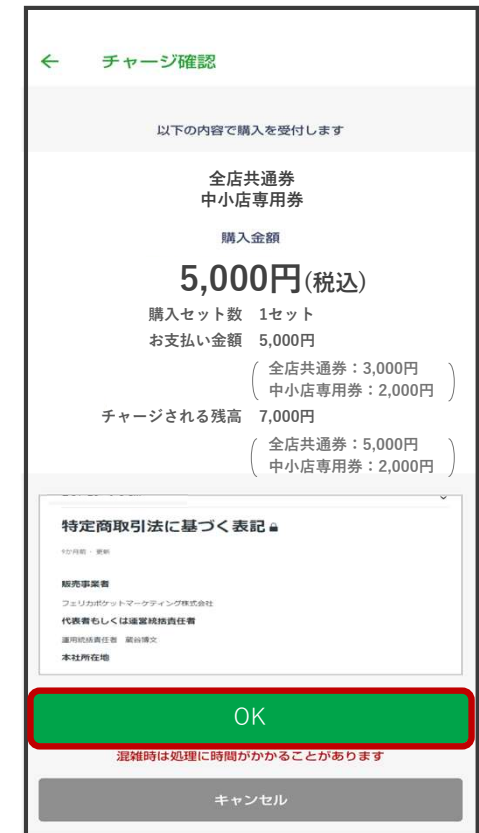 ← チャージ確認
以下の内容で購入を受付します
全店共通券
中小店専用券
購入金額
5,000円(税込)
購入セット数 1セット
お支払い金額 5,000円
全店共通券：3,000円
中小店専用券：2,000円
チャージされる残高 7,000円
全店共通券：5,000円
中小店専用券：2,000円
特定商取引法に基づく表記
販売事業者
フェリカポケットマーケティング株式会社
代表者もしくは運営統括責任者
運用統括責任者
本社所在地
OK
混雑時は処理に時間がかかることがあります
キャンセル